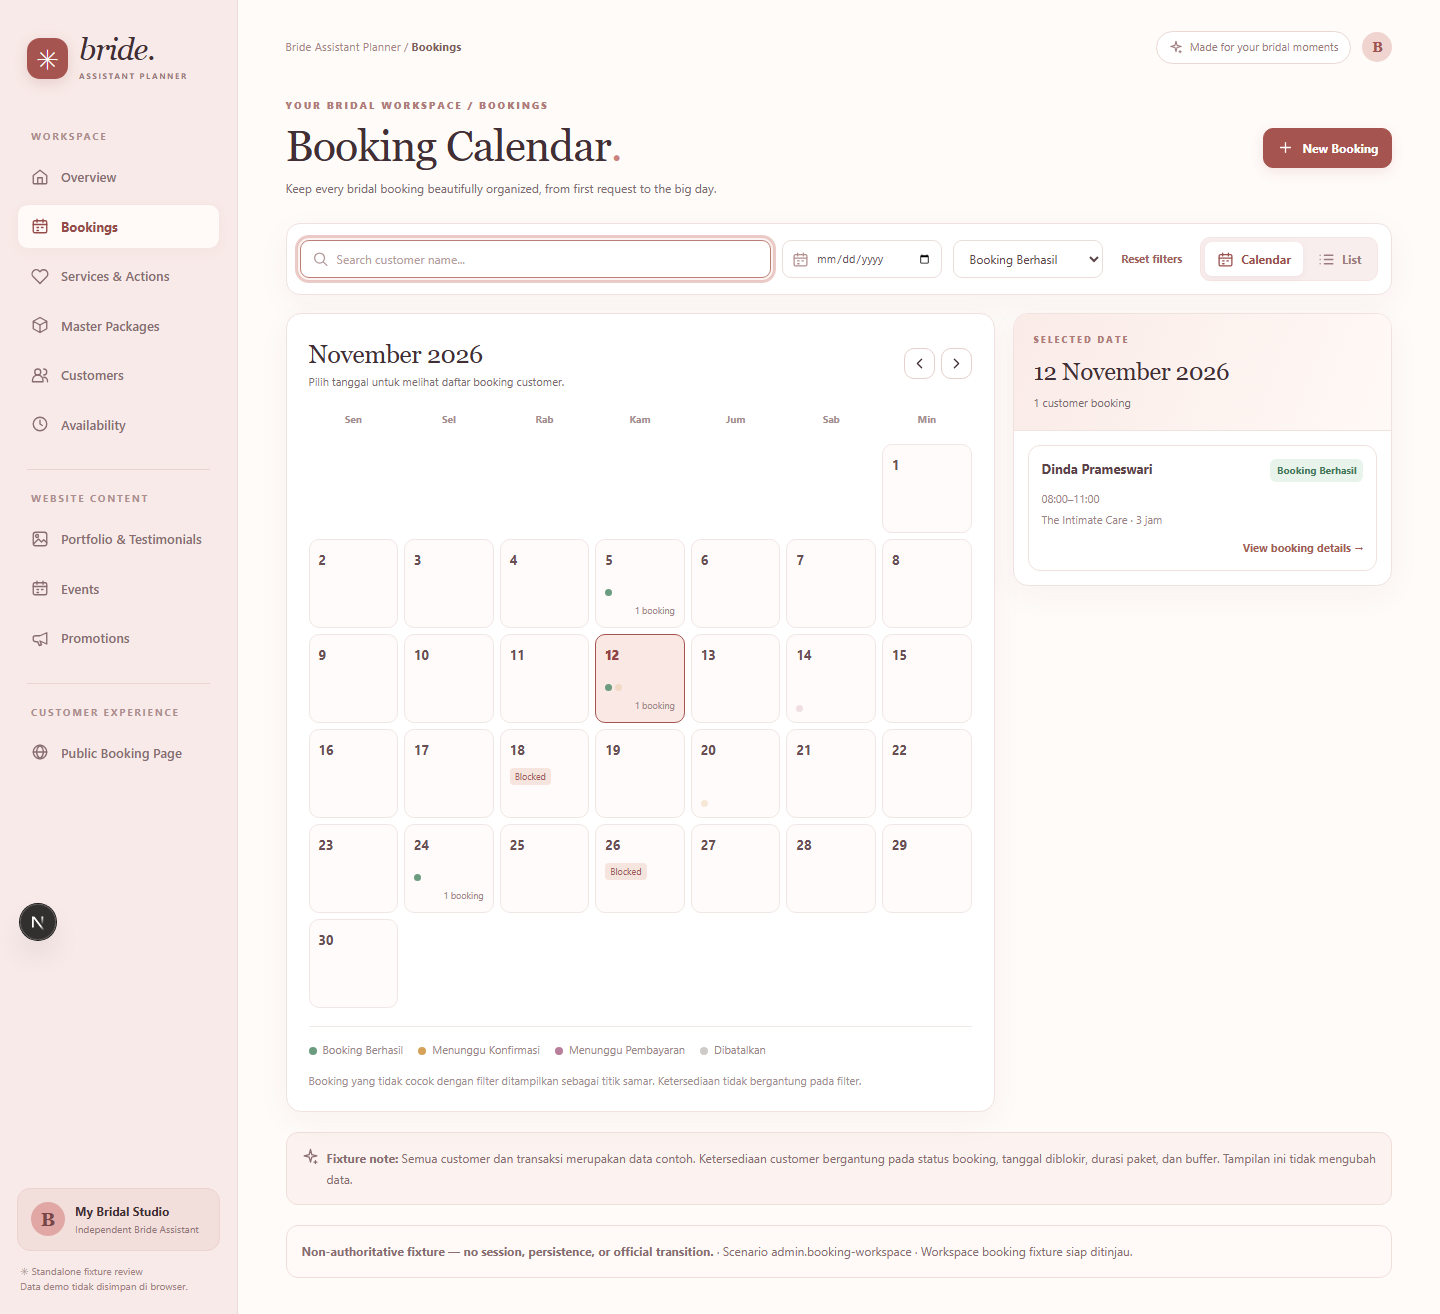 bride.
ASSISTANT PLANNER
WORKSPACE
Overview
Bookings
Services & Actions
Master Packages
Customers
Availability
WEBSITE CONTENT
Portfolio & Testimonials
Events
Promotions
CUSTOMER EXPERIENCE
Public Booking Page
N
B
My Bridal Studio
Independent Bride Assistant
✳ Standalone fixture review
Data demo tidak disimpan di browser.
Bride Assistant Planner / Bookings
Made for your bridal moments
B
YOUR BRIDAL WORKSPACE / BOOKINGS
Booking Calendar.
Keep every bridal booking beautifully organized, from first request to the big day.
+ New Booking
Search customer name...
mm/dd/yyyy
Booking Berhasil
Reset filters
Calendar
List
November 2026
Pilih tanggal untuk melihat daftar booking customer.
Sen Sel Rab Kam Jum Sab Min
1
2 3 4 5 6 7 8
1 booking
9 10 11 12 13 14 15
1 booking
16 17 18 19 20 21 22
Blocked
23 24 25 26 27 28 29
Blocked
1 booking
30
Booking Berhasil
Menunggu Konfirmasi
Menunggu Pembayaran
Dibatalkan
Booking yang tidak cocok dengan filter ditampilkan sebagai titik samar. Ketersediaan tidak bergantung pada filter.
SELECTED DATE
12 November 2026
1 customer booking
Dinda Prameswari
Booking Berhasil
08:00–11:00
The Intimate Care · 3 jam
View booking details →
Fixture note: Semua customer dan transaksi merupakan data contoh. Ketersediaan customer bergantung pada status booking, tanggal diblokir, durasi paket, dan buffer. Tampilan ini tidak mengubah
data.
Non-authoritative fixture — no session, persistence, or official transition. · Scenario admin.booking-workspace · Workspace booking fixture siap ditinjau.